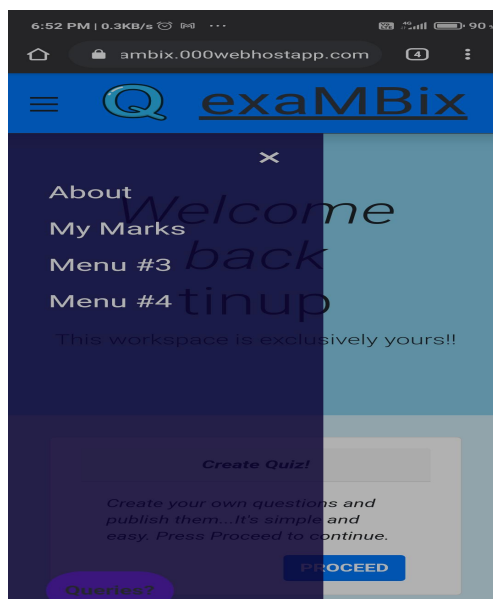 6:52 PM | 0.3KB/s
4G
90
ambix.000webhostapp.com
4
Q exaMBix
×
About
My Marks
Menu #3
Menu #4
Welcome
back
tinup
This workspace is exclusively yours!!
Create Quiz!
Create your own questions and
publish them...It's simple and
easy. Press Proceed to continue.
PROCEED
Queries?